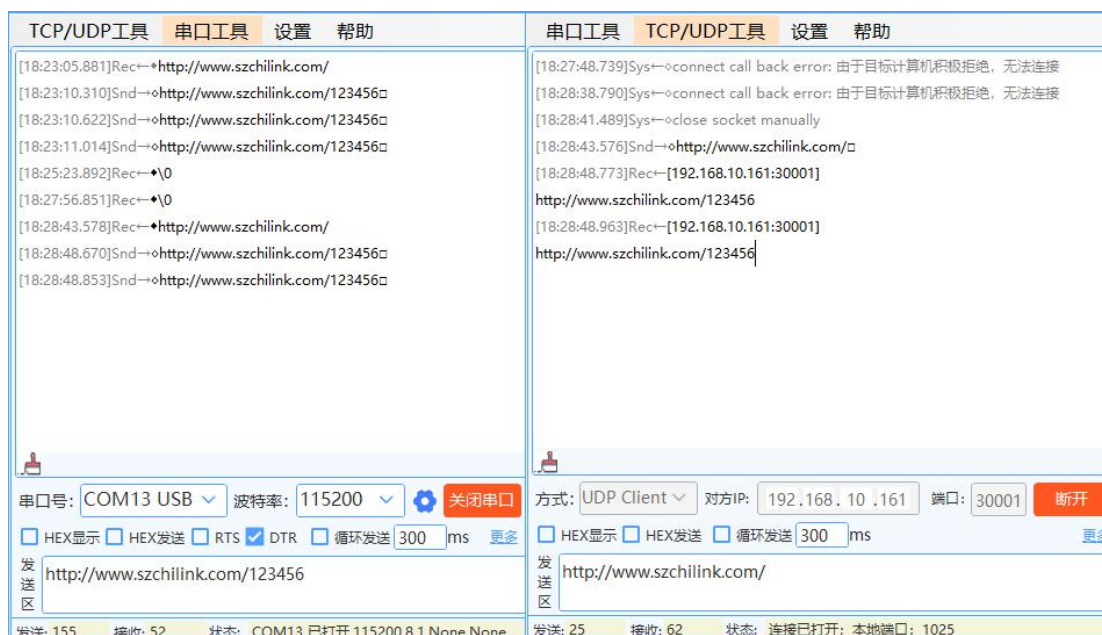 TCP/UDP工具 串口工具 设置 帮助
[18:23:05.881]Rec←◆http://www.szchilink.com/
[18:23:10.310]Snd→◇http://www.szchilink.com/123456□
[18:23:10.622]Snd→◇http://www.szchilink.com/123456□
[18:23:11.014]Snd→◇http://www.szchilink.com/123456□
[18:25:23.892]Rec←◆\0
[18:27:56.851]Rec←◆\0
[18:28:43.578]Rec←◆http://www.szchilink.com/
[18:28:48.670]Snd→◇http://www.szchilink.com/123456□
[18:28:48.853]Snd→◇http://www.szchilink.com/123456□
串口号: COM13 USB 波特率: 115200 关闭串口
HEX显示 HEX发送 RTS DTR 循环发送 300 ms 更多
发送区
http://www.szchilink.com/123456
发送: 155 接收: 52 状态: COM13 已打开 115200 8 1 None None
串口工具 TCP/UDP工具 设置 帮助
[18:27:48.739]Sys←◇connect call back error: 由于目标计算机积极拒绝，无法连接
[18:28:38.790]Sys←◇connect call back error: 由于目标计算机积极拒绝，无法连接
[18:28:41.489]Sys←◇close socket manually
[18:28:43.576]Snd→◇http://www.szchilink.com/□
[18:28:48.773]Rec←[192.168.10.161:30001]
http://www.szchilink.com/123456
[18:28:48.963]Rec←[192.168.10.161:30001]
http://www.szchilink.com/123456
方式: UDP Client 对方IP: 192.168. 10 .161 端口: 30001 断开
HEX显示 HEX发送 循环发送 300 ms 更多
发送区
http://www.szchilink.com/
发送: 25 接收: 62 状态: 连接已打开; 本地端口: 1025